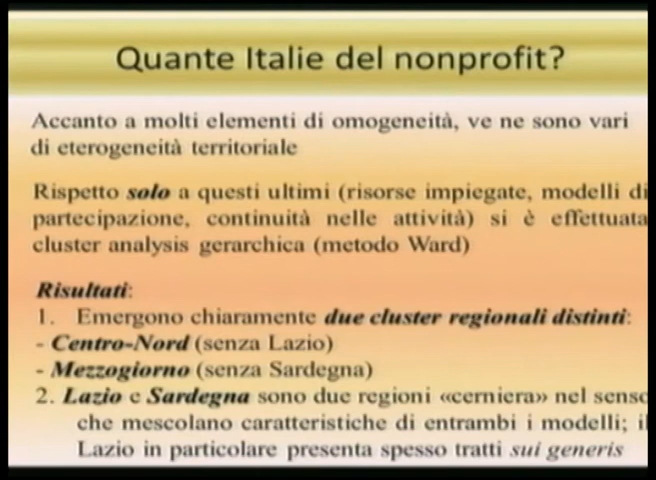 Quante Italie del nonprofit?
Accanto a molti elementi di omogeneità, ve ne sono vari
di eterogeneità territoriale
Rispetto solo a questi ultimi (risorse impiegate, modelli di
partecipazione, continuità nelle attività) si è effettuata
cluster analysis gerarchica (metodo Ward)
Risultati:
1. Emergono chiaramente due cluster regionali distinti:
- Centro-Nord (senza Lazio)
- Mezzogiorno (senza Sardegna)
2. Lazio e Sardegna sono due regioni «cerniera» nel senso
che mescolano caratteristiche di entrambi i modelli; il
Lazio in particolare presenta spesso tratti sui generis